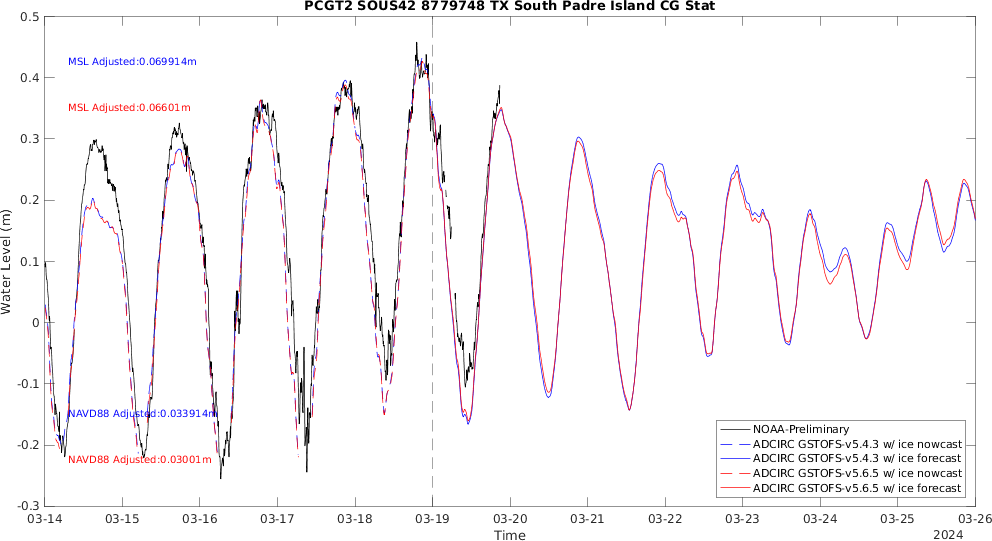 PCGT2 SOUS42 8779748 TX South Padre Island CG Stat
0.5
MSL Adjusted:0.069914m
0.4
MSL Adjusted:0.06601m
0.3
0.2
0.1
0
-0.1
NAVD88 Adjusted:0.033914m
-0.2
NAVD88 Adjusted:0.03001m
-0.3
Water Level (m)
NOAA-Preliminary
ADCIRC GSTOFS-v5.4.3 w/ ice nowcast
ADCIRC GSTOFS-v5.4.3 w/ ice forecast
ADCIRC GSTOFS-v5.6.5 w/ ice nowcast
ADCIRC GSTOFS-v5.6.5 w/ ice forecast
03-14 03-15 03-16 03-17 03-18 03-19 03-20 03-21 03-22 03-23 03-24 03-25 03-26
Time
2024